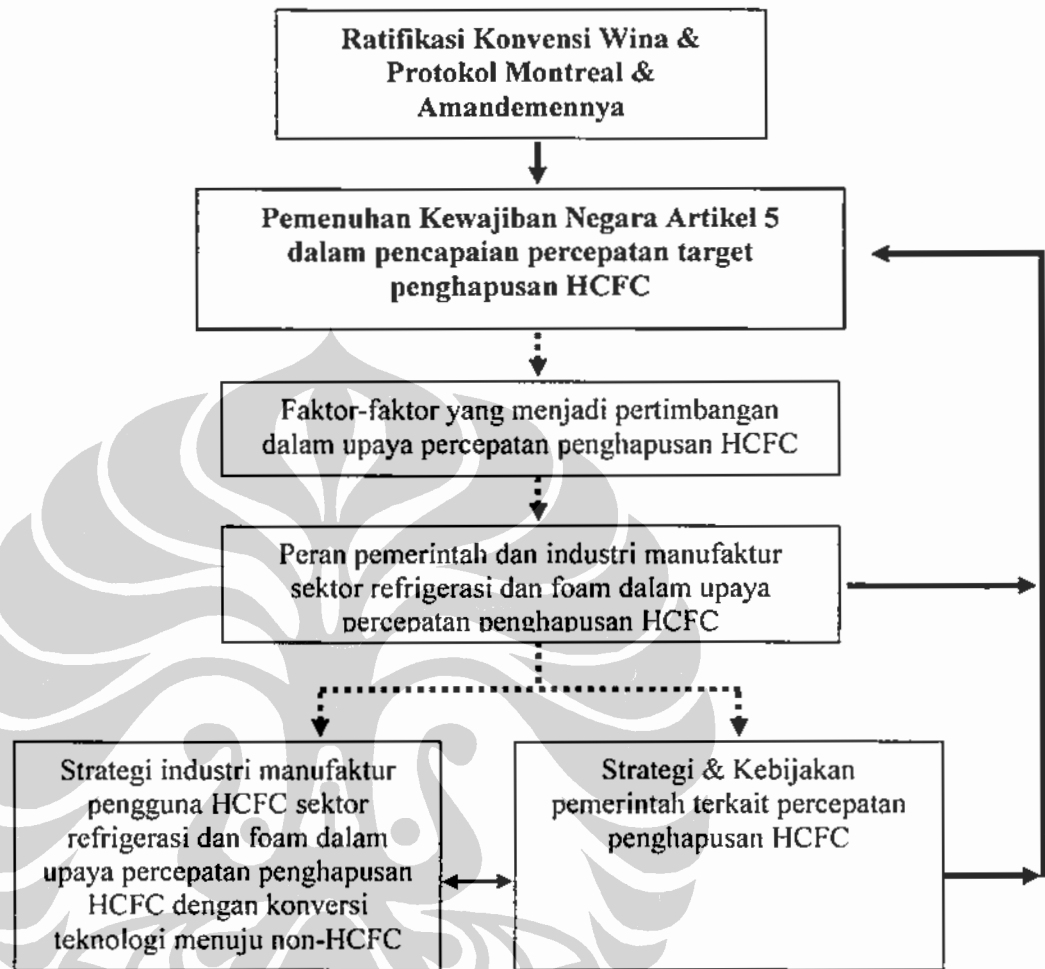 Ratifikasi Konvensi Wina &
Protokol Montreal &
Amandemennya
Pemenuhan Kewajiban Negara Artikel 5
dalam pencapaian percepatan target
penghapusan HCFC
Faktor-faktor yang menjadi pertimbangan
dalam upaya percepatan penghapusan HCFC
Peran pemerintah dan industri manufaktur
sektor refrigerasi dan foam dalam upaya
percepatan penghapusan HCFC
Strategi industri manufaktur
pengguna HCFC sektor
refrigerasi dan foam dalam
upaya percepatan penghapusan
HCFC dengan konversi
teknologi menuju non-HCFC
Strategi & Kebijakan
pemerintah terkait percepatan
penghapusan HCFC